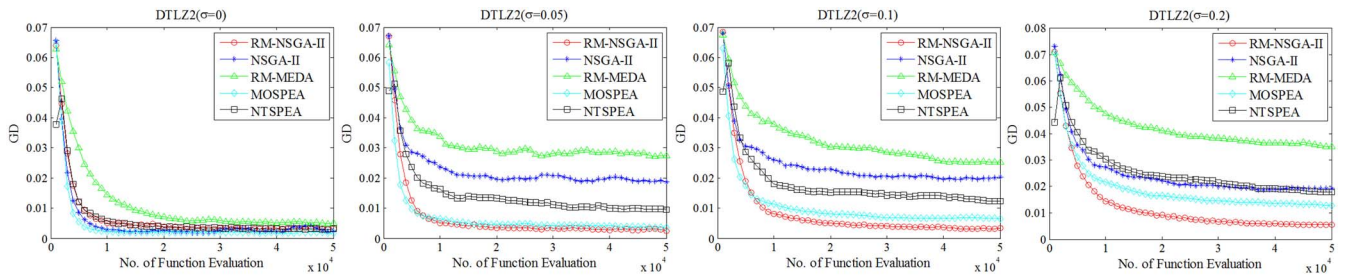 DTLZ2(σ=0)
0.07
0.06
0.05
0.04
0.03
0.02
0.01
0
GD
RM-NSGA-II
NSGA-II
RM-MEDA
MOSPEA
NTSPEA
0 1 2 3 4 5
x 10^4
No. of Function Evaluation
DTLZ2(σ=0.05)
0.07
0.06
0.05
0.04
0.03
0.02
0.01
0
GD
RM-NSGA-II
NSGA-II
RM-MEDA
MOSPEA
NTSPEA
0 1 2 3 4 5
x 10^4
No. of Function Evaluation
DTLZ2(σ=0.1)
0.07
0.06
0.05
0.04
0.03
0.02
0.01
0
GD
RM-NSGA-II
NSGA-II
RM-MEDA
MOSPEA
NTSPEA
0 1 2 3 4 5
x 10^4
No. of Function Evaluation
DTLZ2(σ=0.2)
0.08
0.07
0.06
0.05
0.04
0.03
0.02
0.01
0
GD
RM-NSGA-II
NSGA-II
RM-MEDA
MOSPEA
NTSPEA
0 1 2 3 4 5
x 10^4
No. of Function Evaluation